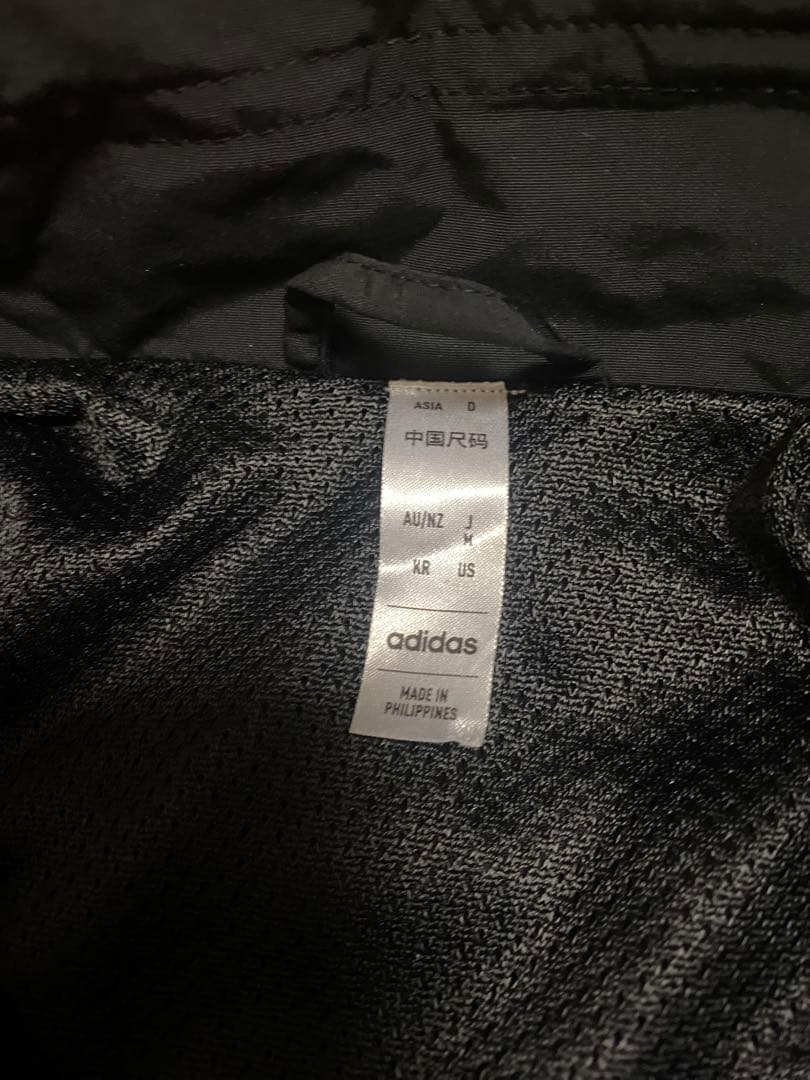 ASIA D
中国尺码
AU/NZ J
M
KR US
adidas
MADE IN
PHILIPPINES